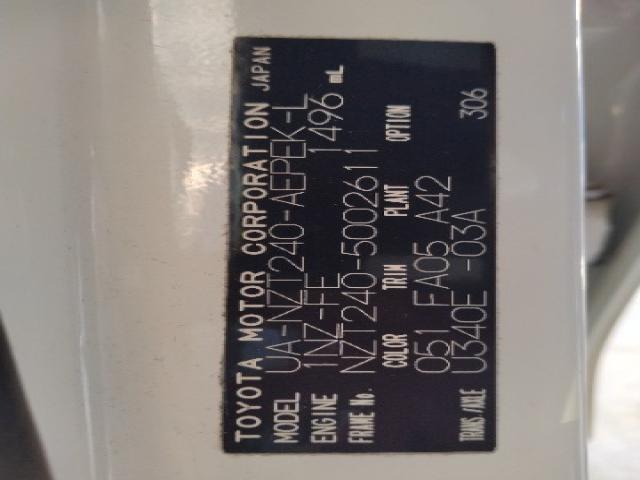 TOYOTA MOTOR CORPORATION JAPAN
MODEL UA-NZT240-AEPEK-L
ENGINE 1NZ-FE 1496 mL
FRAME No. NZT240-5002611
COLOR TRIM PLANT OPTION
051 FA05 A42
TRANS/AXLE U340E -03A 306